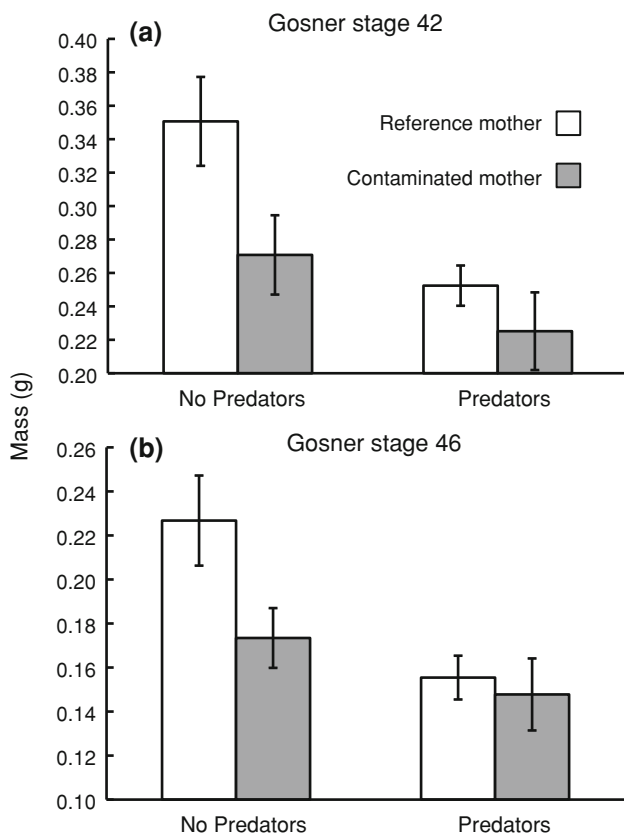 (a) Gosner stage 42
0.40
0.38
0.36
0.34
0.32
0.30
0.28
0.26
0.24
0.22
0.20
Reference mother
Contaminated mother
No Predators Predators
Mass (g)
(b) Gosner stage 46
0.26
0.24
0.22
0.20
0.18
0.16
0.14
0.12
0.10
No Predators Predators